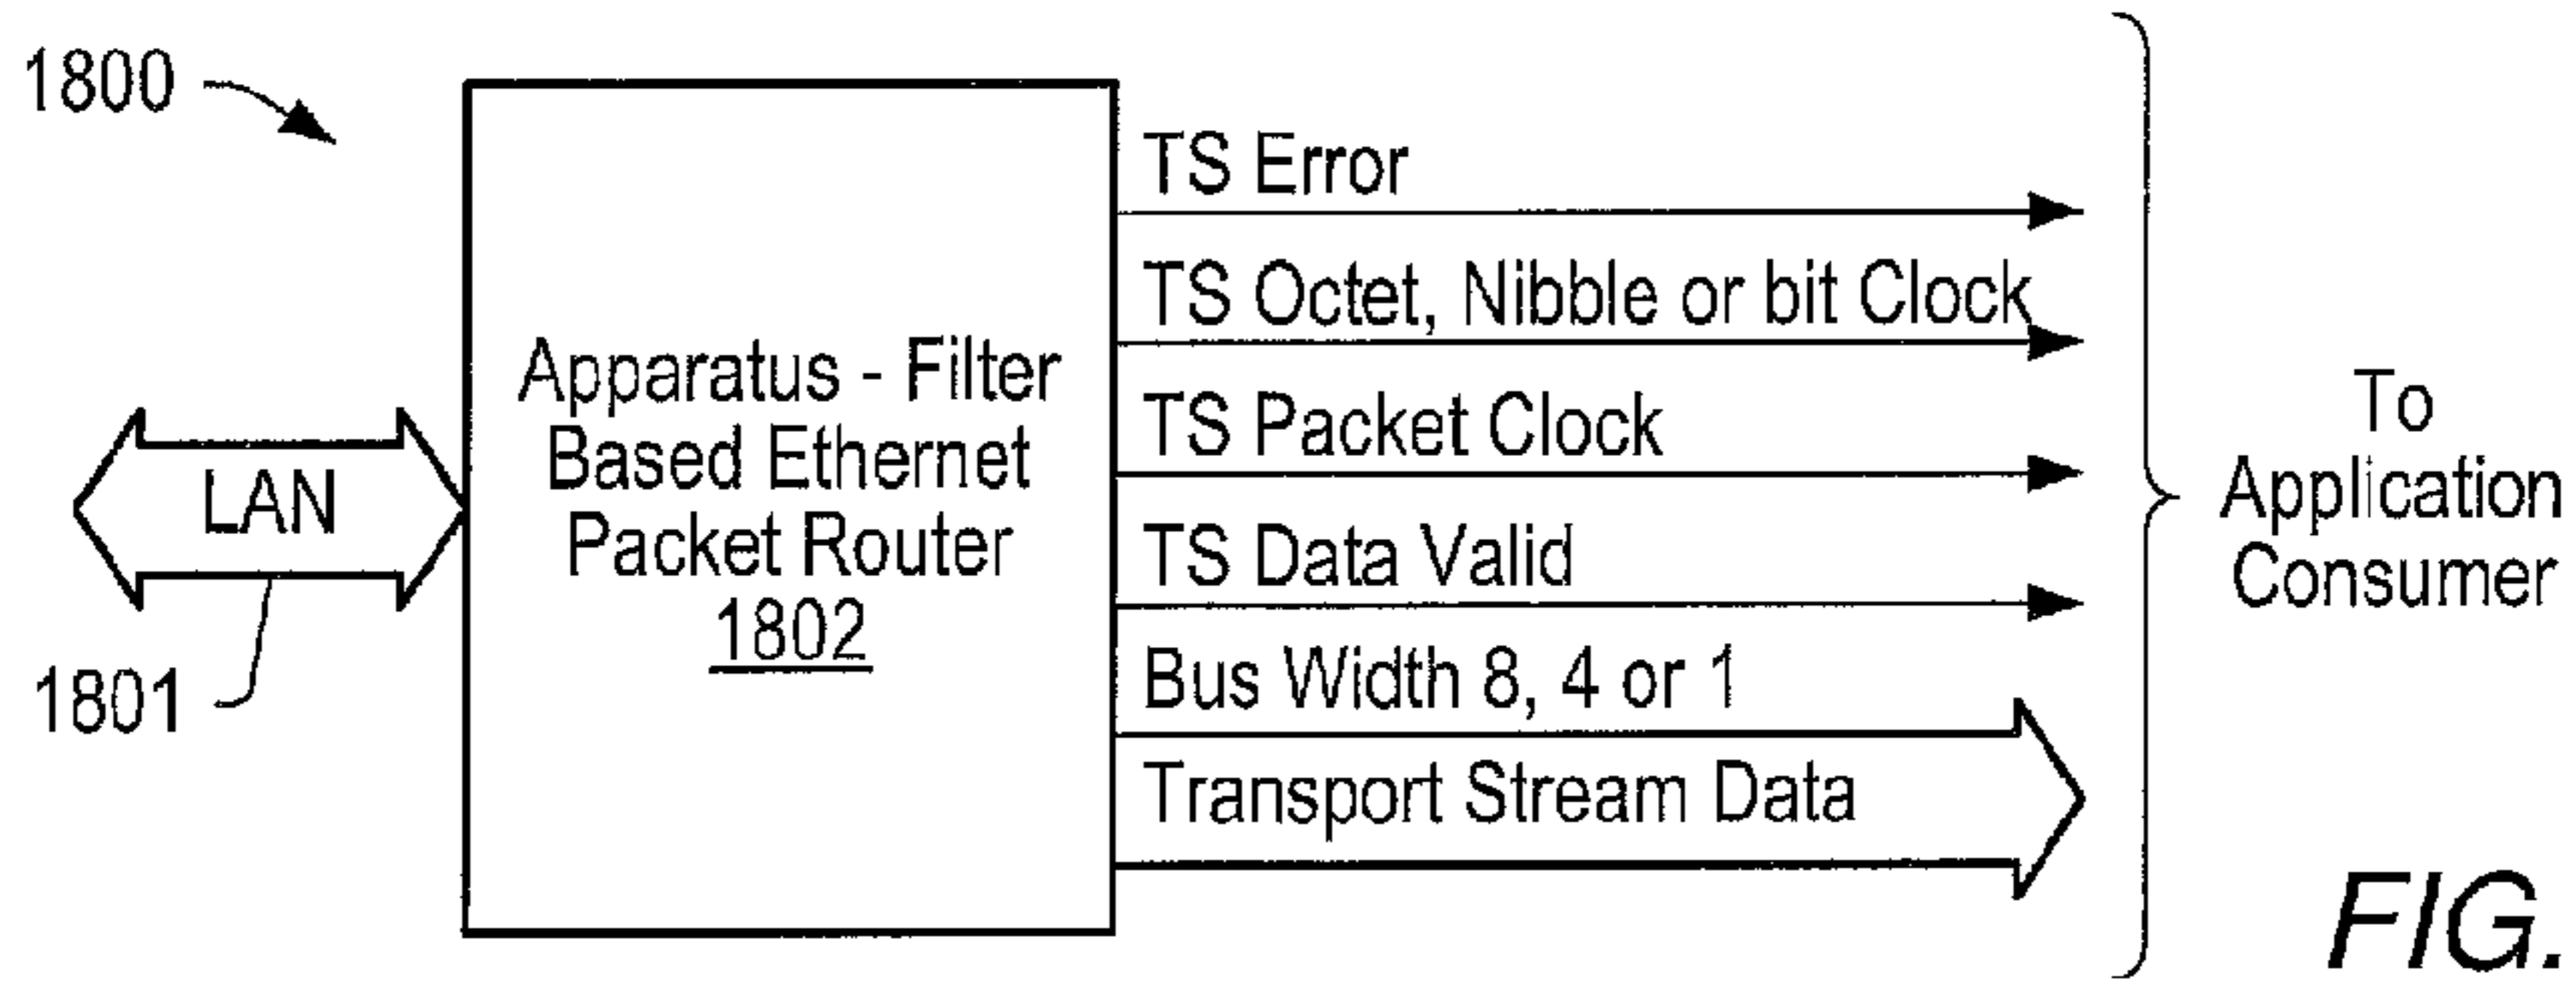 1800
LAN
1801
Apparatus - Filter
Based Ethernet
Packet Router
1802
TS Error
TS Octet, Nibble or bit Clock
TS Packet Clock
TS Data Valid
Bus Width 8, 4 or 1
Transport Stream Data
To
Application
Consumer
FIG.